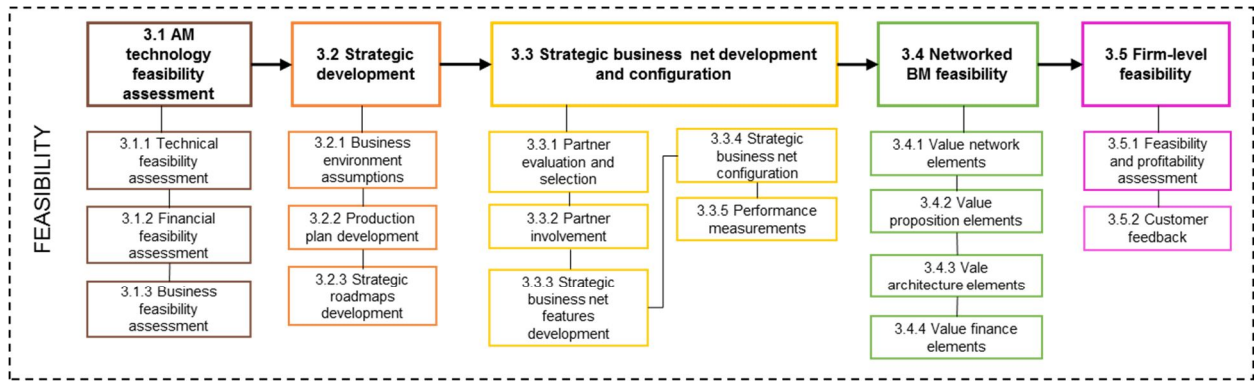 FEASIBILITY
3.1 AM
technology
feasibility
assessment
3.1.1 Technical
feasibility
assessment
3.1.2 Financial
feasibility
assessment
3.1.3 Business
feasibility
assessment
3.2 Strategic
development
3.2.1 Business
environment
assumptions
3.2.2 Production
plan development
3.2.3 Strategic
roadmaps
development
3.3 Strategic business net development
and configuration
3.3.1 Partner
evaluation and
selection
3.3.2 Partner
involvement
3.3.3 Strategic
business net
features
development
3.3.4 Strategic
business net
configuration
3.3.5 Performance
measurements
3.4 Networked
BM feasibility
3.4.1 Value network
elements
3.4.2 Value
proposition elements
3.4.3 Vale
architecture elements
3.4.4 Value finance
elements
3.5 Firm-level
feasibility
3.5.1 Feasibility
and profitability
assessment
3.5.2 Customer
feedback